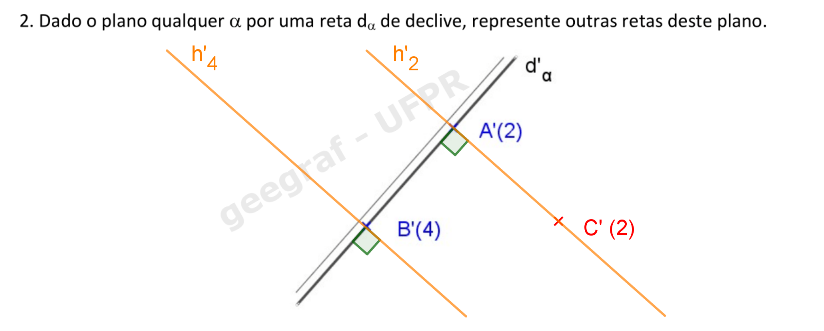 2. Dado o plano qualquer α por uma reta dα de declive, represente outras retas deste plano.
h'4
h'2
d'α
geegraf - UFPR
A'(2)
B'(4)
C' (2)